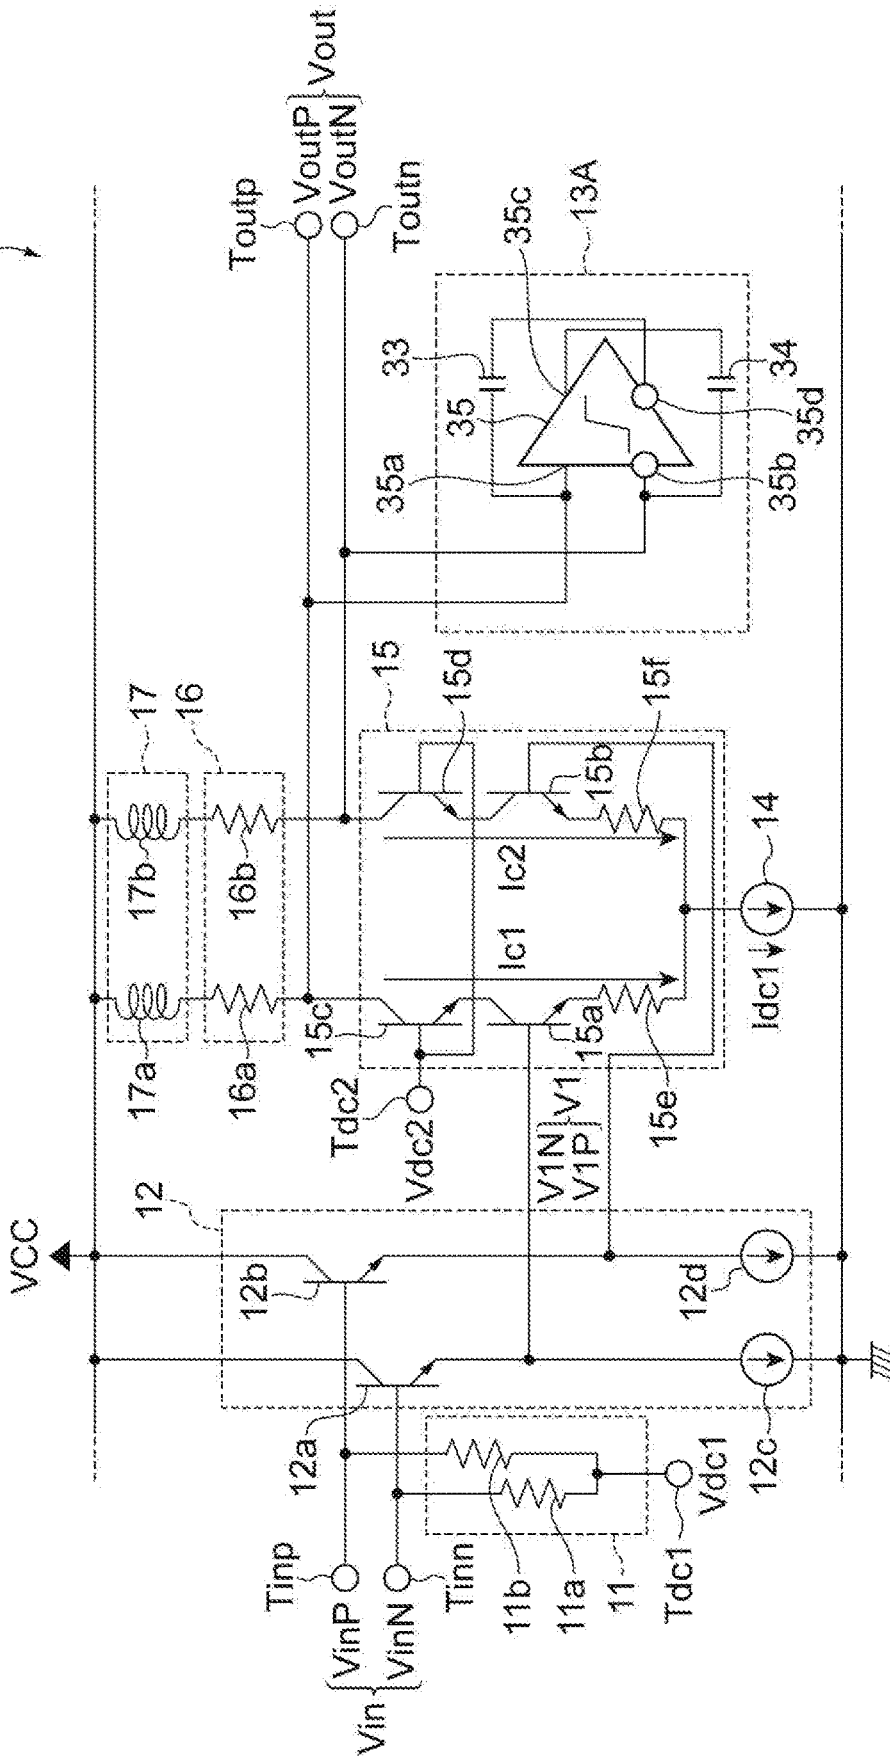 VCC
Vin
VinP
VinN
Tinp
Tinn
11
11a
11b
Tdc1
Vdc1
12
12a
12b
12c
12d
V1N
V1P
V1
Tdc2
Vdc2
17
17a
17b
16
16a
16b
15
15a
15b
15c
15d
15e
15f
Ic1
Ic2
Idc1
14
13A
33
34
35
35a
35b
35c
35d
Toutp
Toutn
VoutP
VoutN
Vout